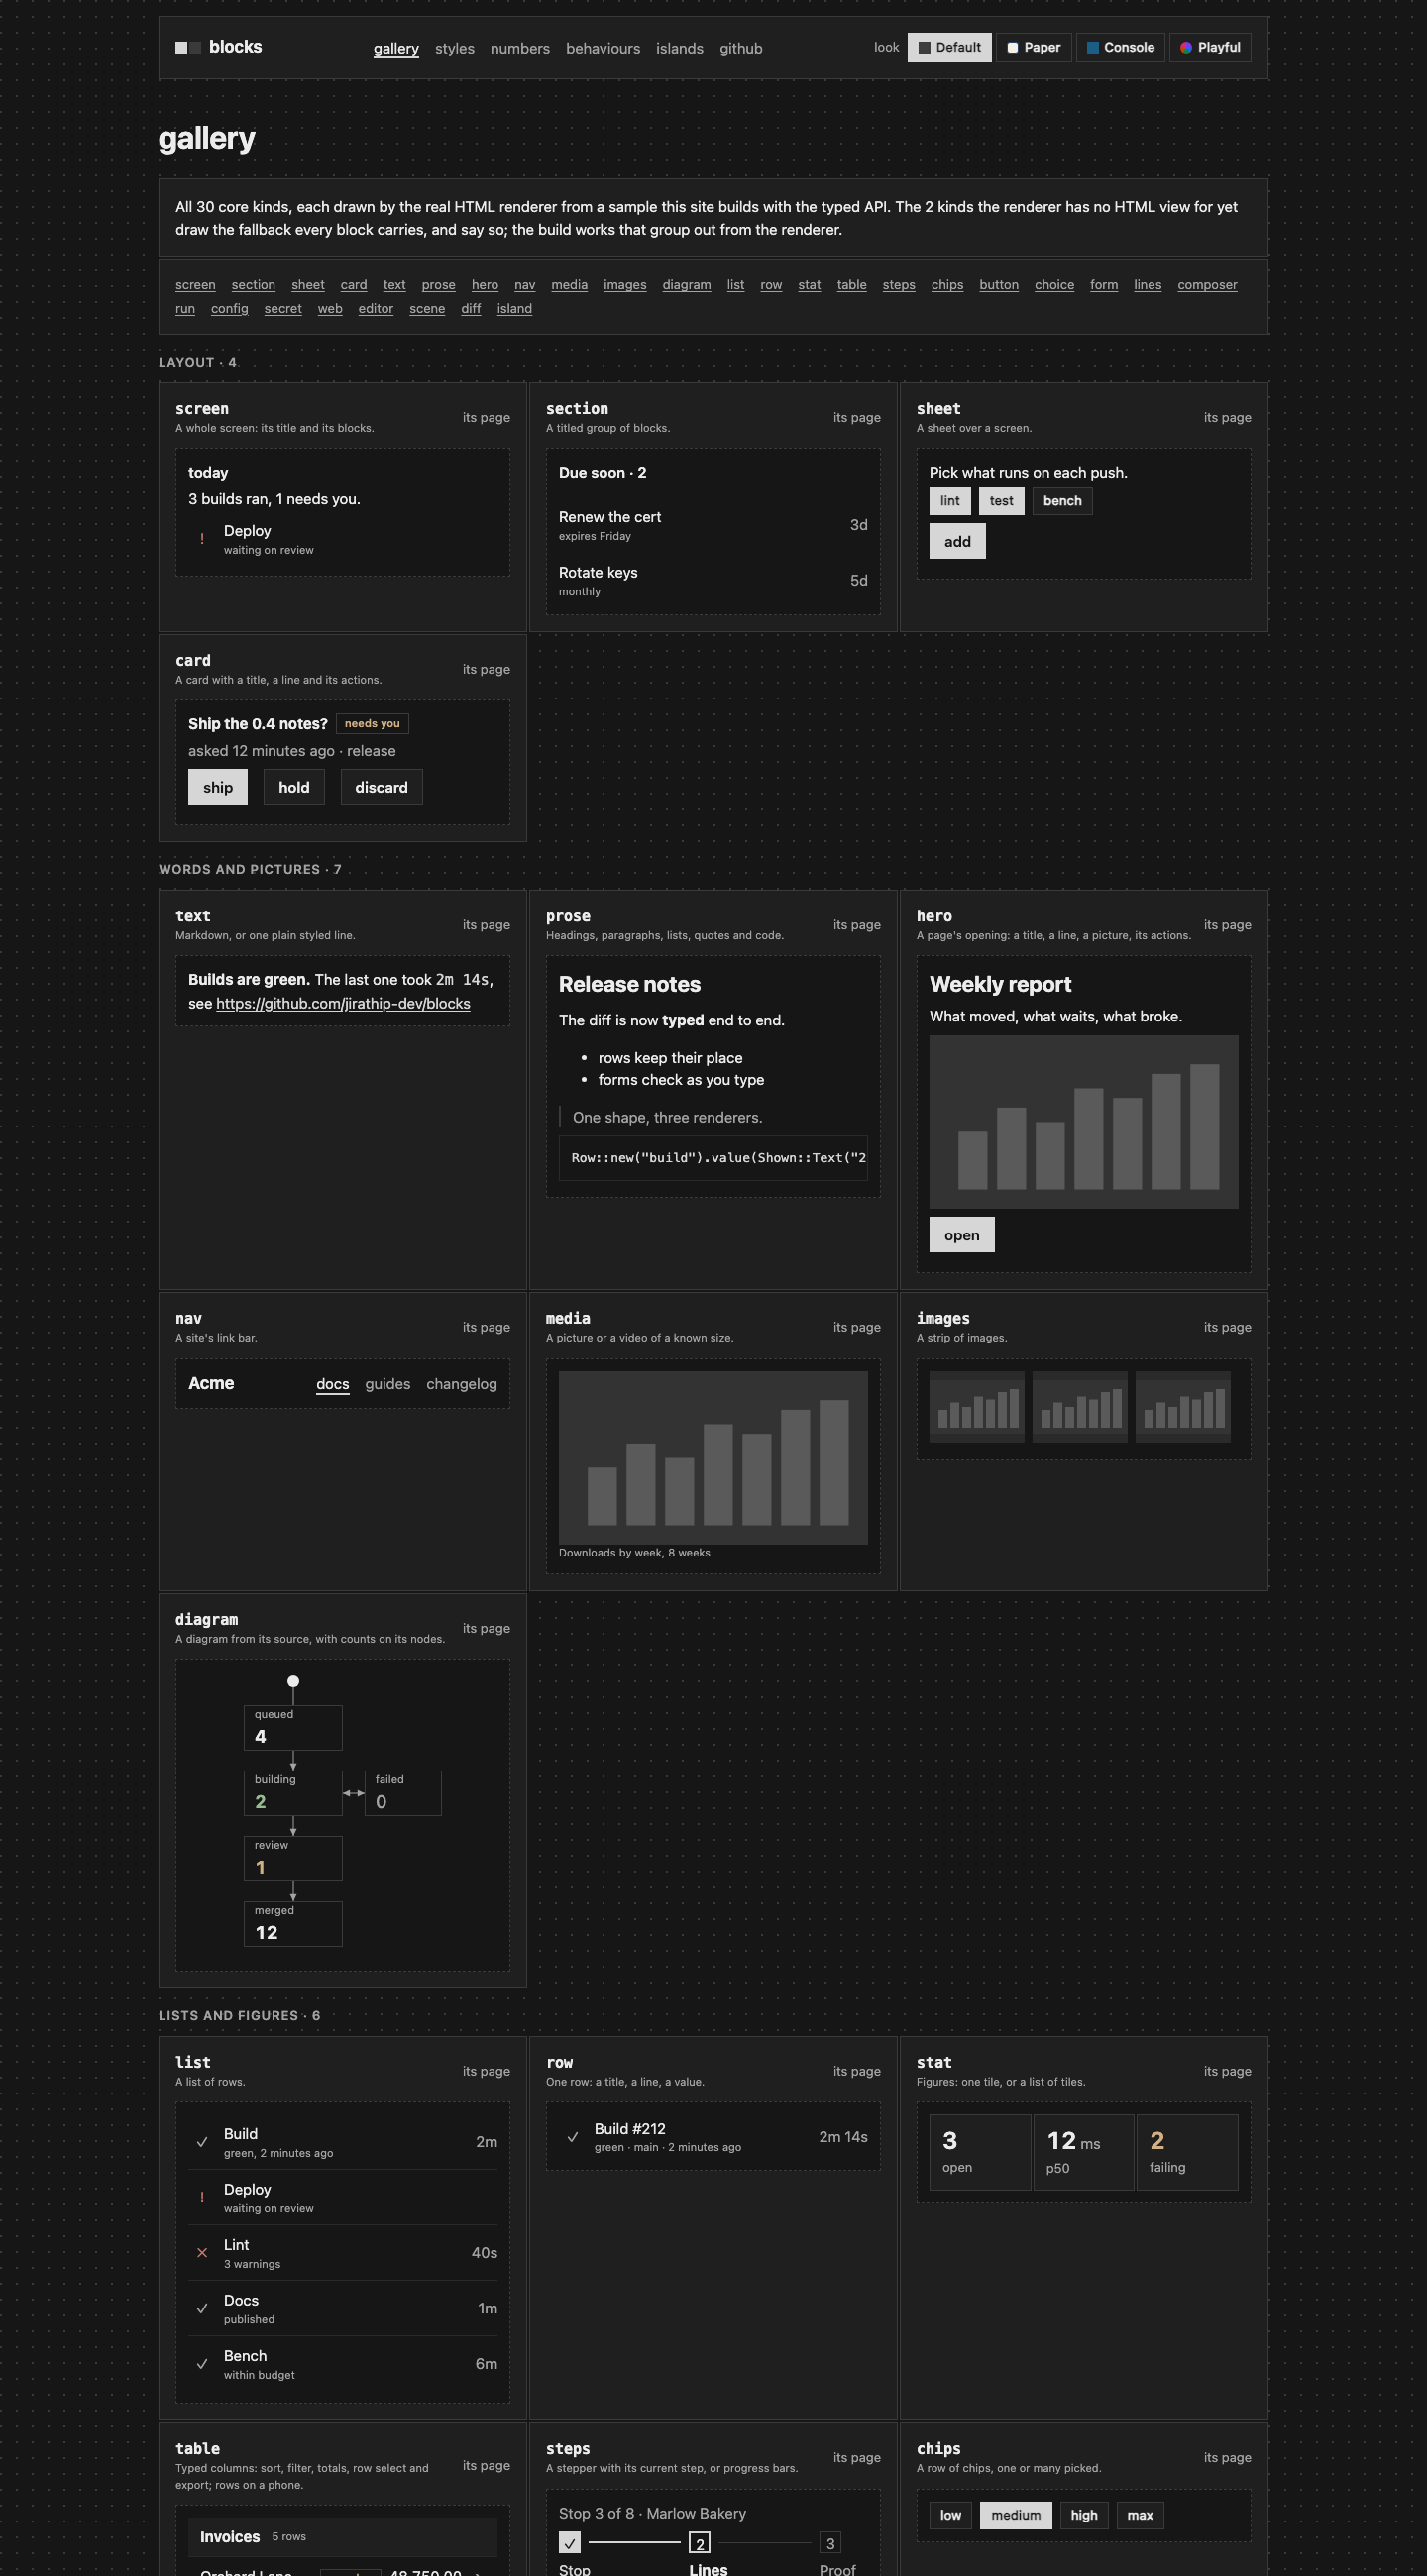 blocks
gallery styles numbers behaviours islands github
look Default Paper Console Playful
gallery
All 30 core kinds, each drawn by the real HTML renderer from a sample this site builds with the typed API. The 2 kinds the renderer has no HTML view for yet
draw the fallback every block carries, and say so; the build works that group out from the renderer.
screen section sheet card text prose hero nav media images diagram list row stat table steps chips button choice form lines composer
run config secret web editor scene diff island
LAYOUT · 4
screen
its page
A whole screen: its title and its blocks.
today
3 builds ran, 1 needs you.
! Deploy
waiting on review
section
its page
A titled group of blocks.
Due soon · 2
Renew the cert
expires Friday
3d
Rotate keys
monthly
5d
sheet
its page
A sheet over a screen.
Pick what runs on each push.
lint test bench
add
card
its page
A card with a title, a line and its actions.
Ship the 0.4 notes? needs you
asked 12 minutes ago · release
ship hold discard
WORDS AND PICTURES · 7
text
its page
Markdown, or one plain styled line.
Builds are green. The last one took 2m 14s,
see https://github.com/jirathip-dev/blocks
prose
its page
Headings, paragraphs, lists, quotes and code.
Release notes
The diff is now typed end to end.
• rows keep their place
• forms check as you type
One shape, three renderers.
Row::new("build").value(Shown::Text("2
hero
its page
A page's opening: a title, a line, a picture, its actions.
Weekly report
What moved, what waits, what broke.
open
nav
its page
A site's link bar.
Acme docs guides changelog
media
its page
A picture or a video of a known size.
Downloads by week, 8 weeks
images
its page
A strip of images.
diagram
its page
A diagram from its source, with counts on its nodes.
queued
4
building
2
failed
0
review
1
merged
12
LISTS AND FIGURES · 6
list
its page
A list of rows.
Build
green, 2 minutes ago
2m
! Deploy
waiting on review
Lint
3 warnings
40s
Docs
published
1m
Bench
within budget
6m
row
its page
One row: a title, a line, a value.
Build #212
green · main · 2 minutes ago
2m 14s
stat
its page
Figures: one tile, or a list of tiles.
3
open
12 ms
p50
2
failing
table
its page
Typed columns: sort, filter, totals, row select and
export; rows on a phone.
Invoices 5 rows
steps
its page
A stepper with its current step, or progress bars.
Stop 3 of 8 · Marlow Bakery
2 3
Stop Lines Proof
chips
its page
A row of chips, one or many picked.
low medium high max